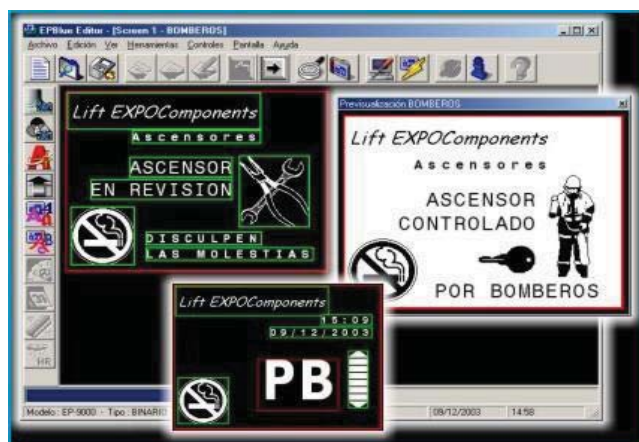 EPBlue Editor - [Screen 1 - BOMBEROS]
Archivo Edición Ver Herramientas Controles Pantalla Ayuda
Lift EXPOComponents
Ascensores
ASCENSOR
EN REVISION
DISCULPEN
LAS MOLESTIAS
Previsualización BOMBEROS
Lift EXPOComponents
Ascensores
ASCENSOR
CONTROLADO
POR BOMBEROS
Lift EXPOComponents
15:09
09/12/2003
PB
HR
Modelo : EP-9000 - Tipo : BINARIO
09/12/2003
14:58